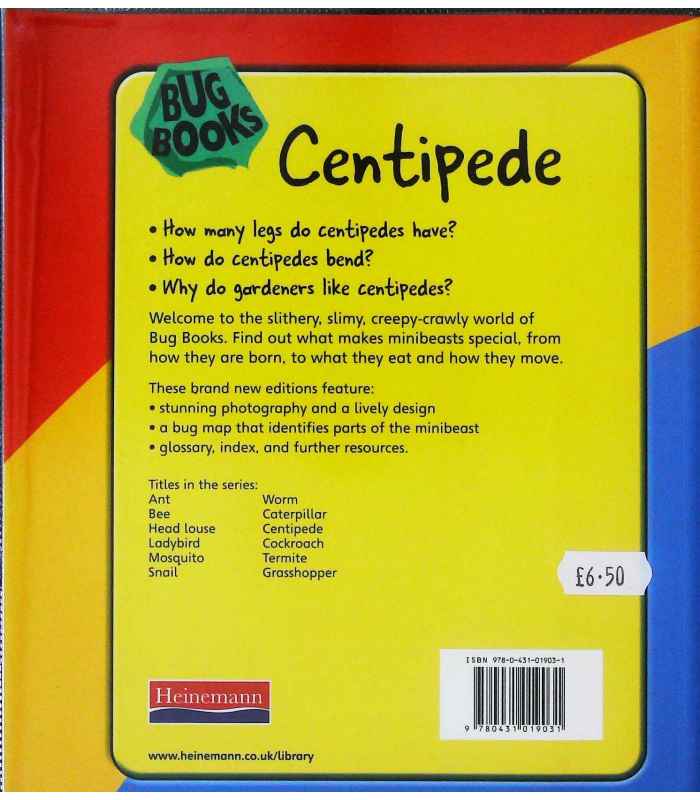 BUG
BOOKS
Centipede
• How many legs do centipedes have?
• How do centipedes bend?
• Why do gardeners like centipedes?
Welcome to the slithery, slimy, creepy-crawly world of
Bug Books. Find out what makes minibeasts special, from
how they are born, to what they eat and how they move.
These brand new editions feature:
• stunning photography and a lively design
• a bug map that identifies parts of the minibeast
• glossary, index, and further resources.
Titles in the series:
Ant Worm
Bee Caterpillar
Head louse Centipede
Ladybird Cockroach
Mosquito Termite
Snail Grasshopper
£6·50
ISBN 978-0-431-01903-1
9 780431 019031
Heinemann
www.heinemann.co.uk/library